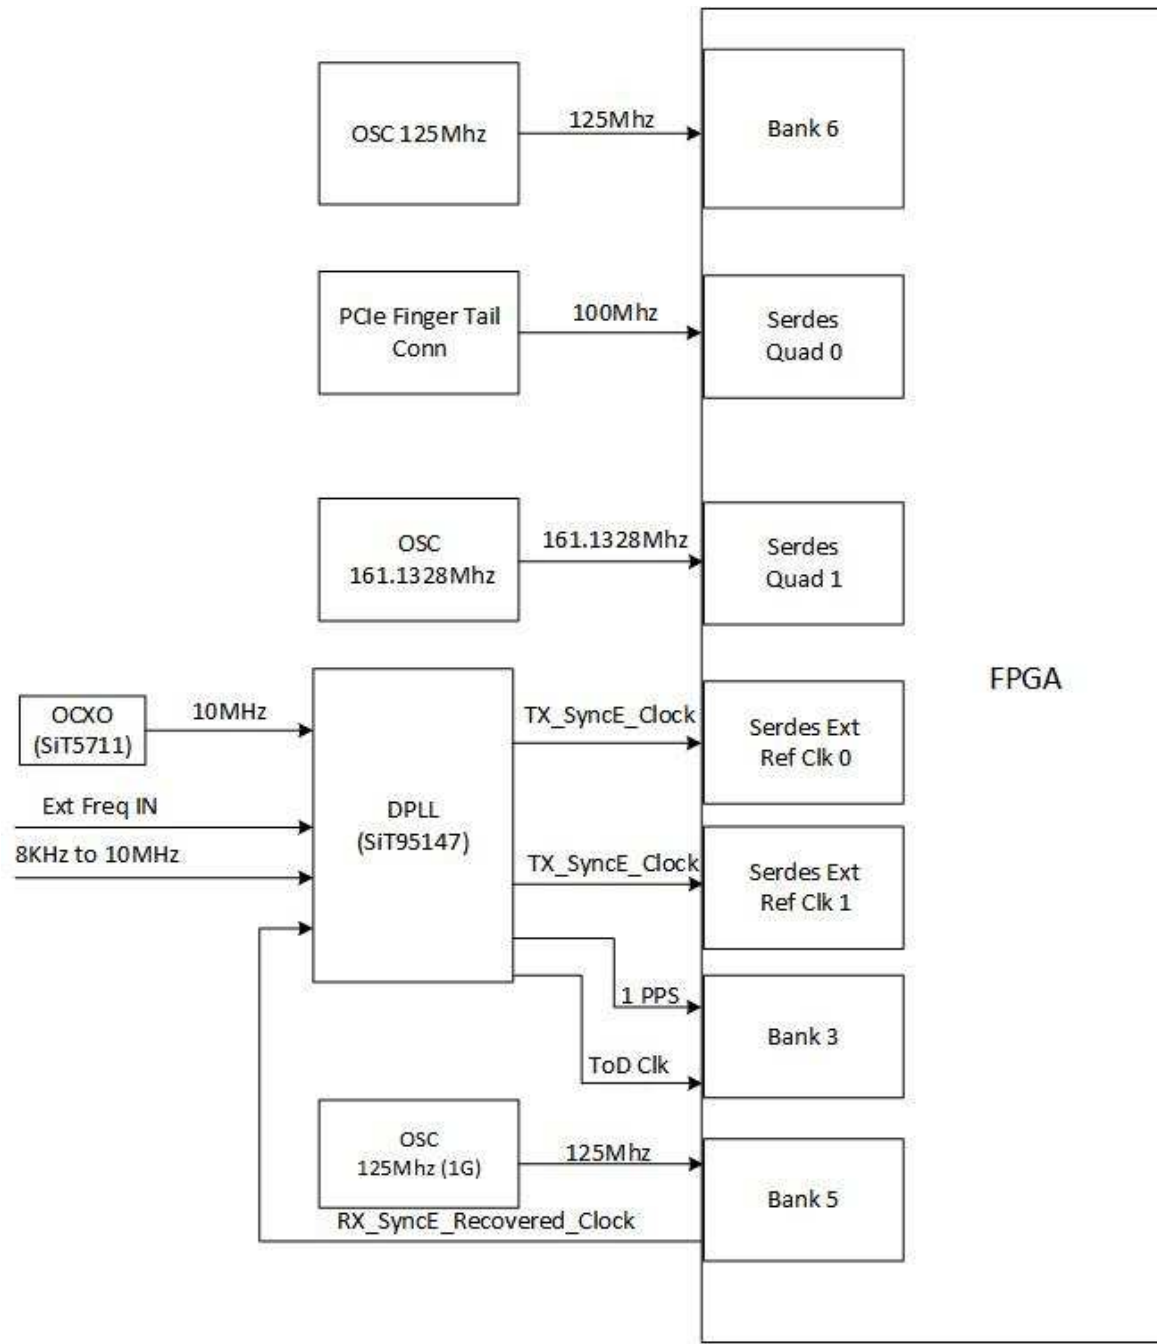 OSC 125Mhz
125Mhz
Bank 6
PCIe Finger Tail
Conn
100Mhz
Serdes
Quad 0
OSC
161.1328Mhz
161.1328Mhz
Serdes
Quad 1
FPGA
OCXO
(SiT5711)
10MHz
Ext Freq IN
8KHz to 10MHz
DPLL
(SiT95147)
TX_SyncE_Clock
Serdes Ext
Ref Clk 0
TX_SyncE_Clock
Serdes Ext
Ref Clk 1
1 PPS
ToD Clk
Bank 3
OSC
125Mhz (1G)
125Mhz
Bank 5
RX_SyncE_Recovered_Clock